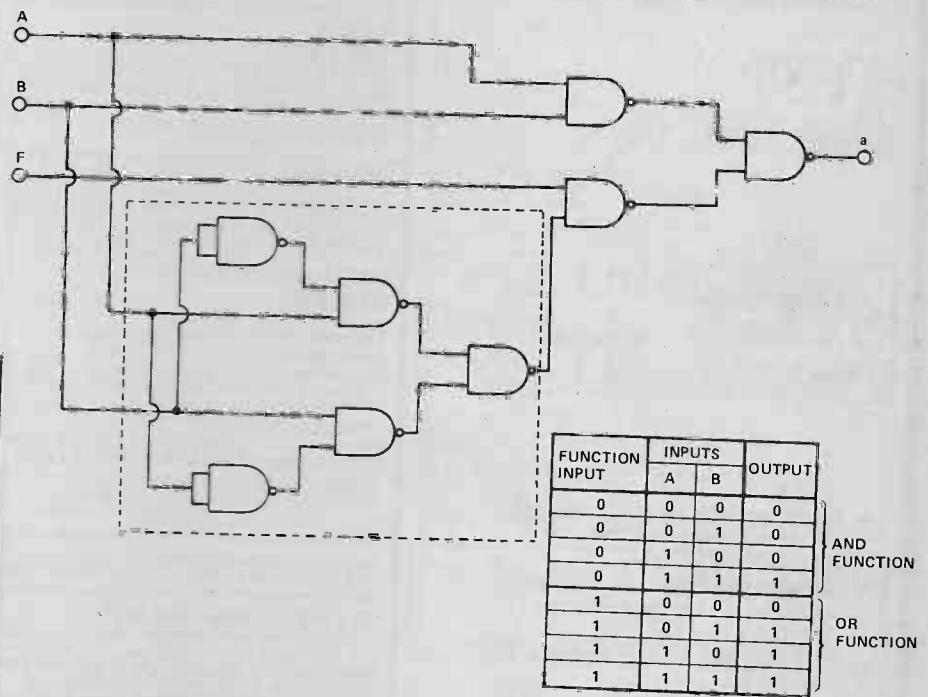 A
B
F
a
FUNCTION INPUT INPUTS OUTPUT
A B
0 0 0 0
0 0 1 0
0 1 0 0
0 1 1 1
AND FUNCTION
1 0 0 0
1 0 1 1
1 1 0 1
1 1 1 1
OR FUNCTION